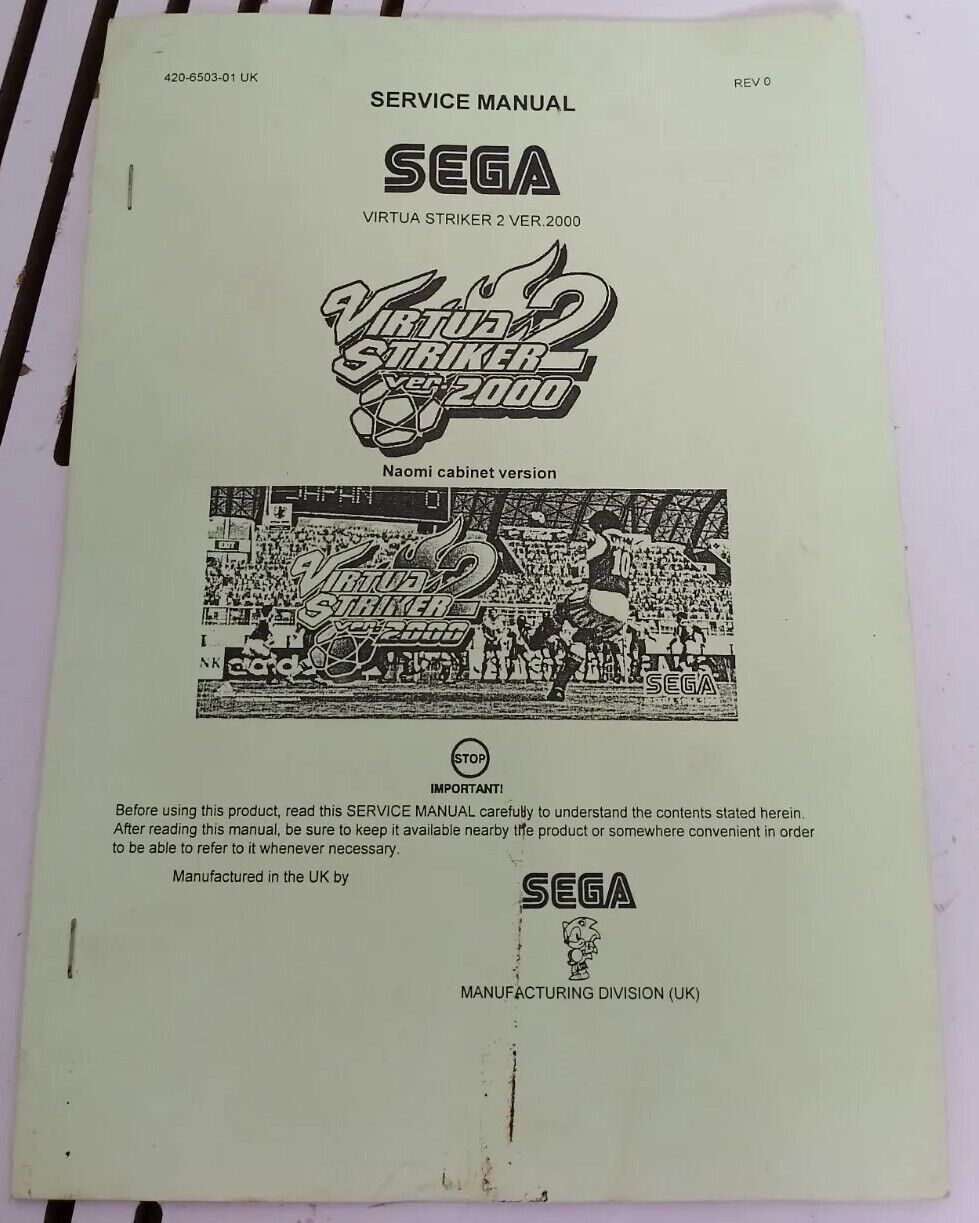 420-6503-01 UK
REV 0
SERVICE MANUAL
SEGA
VIRTUA STRIKER 2 VER.2000
VIRTUA 2
STRIKER
ver. 2000
Naomi cabinet version
JAPAN 0
EXIT
10
VIRTUA 2
STRIKER
ver. 2000
NK
SEGA
STOP
IMPORTANT!
Before using this product, read this SERVICE MANUAL carefully to understand the contents stated herein.
After reading this manual, be sure to keep it available nearby the product or somewhere convenient in order
to be able to refer to it whenever necessary.
Manufactured in the UK by
SEGA
MANUFACTURING DIVISION (UK)